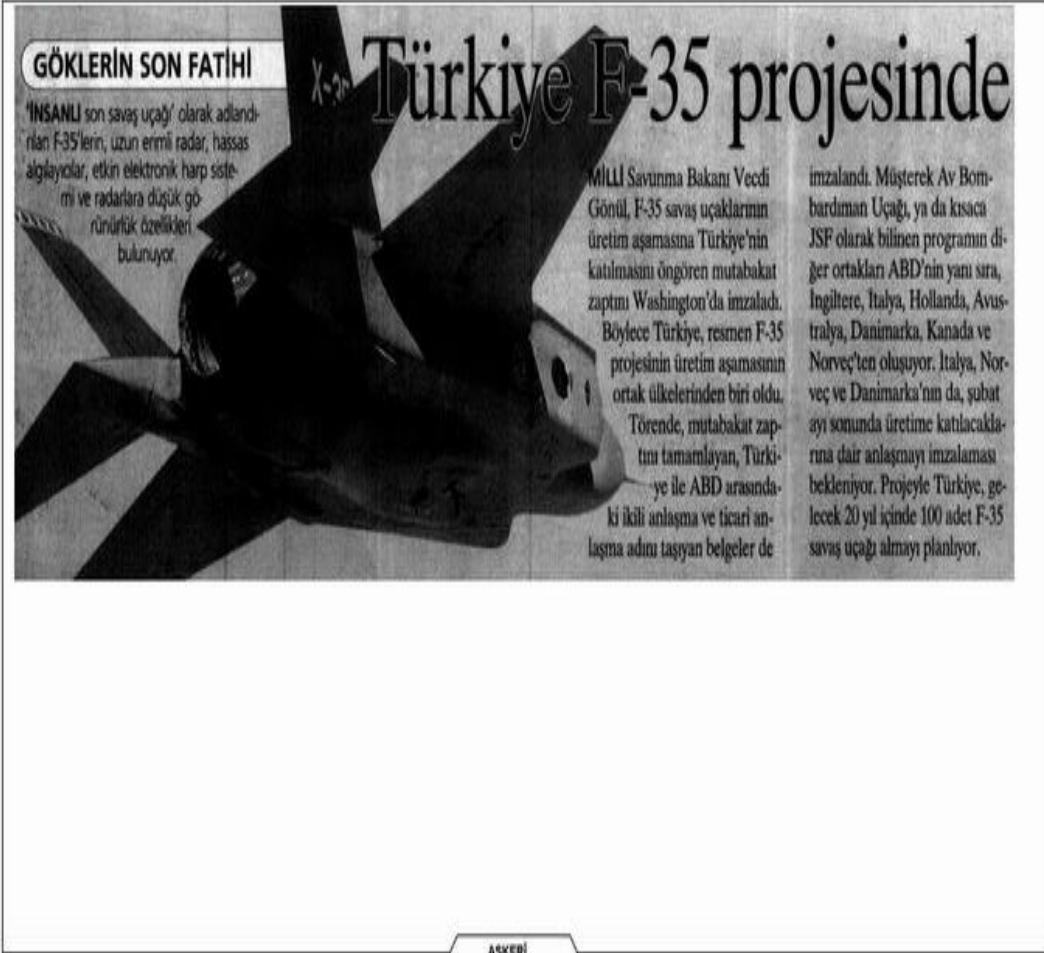 GÖKLERİN SON FATİHİ
'İNSANLI son savaş uçağı' olarak adlandı-
rılan F-35'lerin, uzun erimli radar, hassas
algılayıcılar, etkin elektronik harp siste-
mi ve radarlara düşük gö-
rünürlük özellikleri
bulunuyor.
X-35
Türkiye F-35 projesinde
MİLLİ Savunma Bakanı Vecdi
Gönül, F-35 savaş uçaklarının
üretim aşamasına Türkiye'nin
katılmasını öngören mutabakat
zaptını Washington'da imzaladı.
Böylece Türkiye, resmen F-35
projesinin üretim aşamasının
ortak ülkelerinden biri oldu.
Törende, mutabakat zap-
tını tamamlayan, Türki-
ye ile ABD arasında-
ki ikili anlaşma ve ticari an-
laşma adını taşıyan belgeler de
imzalandı. Müşterek Av Bom-
bardıman Uçağı, ya da kısaca
JSF olarak bilinen programın di-
ğer ortakları ABD'nin yanı sıra,
İngiltere, İtalya, Hollanda, Avus-
tralya, Danimarka, Kanada ve
Norveç'ten oluşuyor. İtalya, Nor-
veç ve Danimarka'nın da, şubat
ayı sonunda üretime katılacakla-
rına dair anlaşmayı imzalaması
bekleniyor. Projeyle Türkiye, ge-
lecek 20 yıl içinde 100 adet F-35
savaş uçağı almayı planlıyor.
ASKERİ